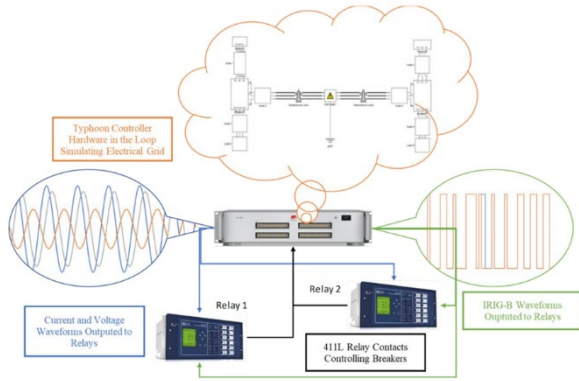 Typhoon Controller
Hardware in the Loop
Simulating Electrical Grid
Relay 2
Relay 1
Current and Voltage
Waveforms Outputed to
Relays
411L Relay Contacts
Controlling Breakers
IRIG-B Waveforms
Ouptuted to Relays